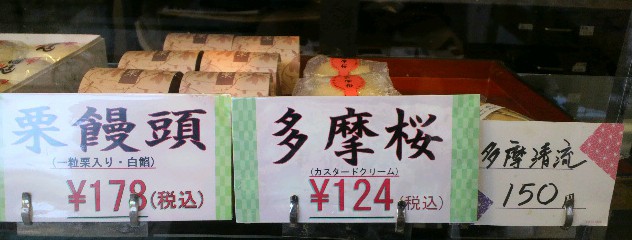 栗饅頭
(一粒栗入り・白餡)
¥178(税込)
多摩桜
(カスタードクリーム)
¥124(税込)
多摩清流
150円